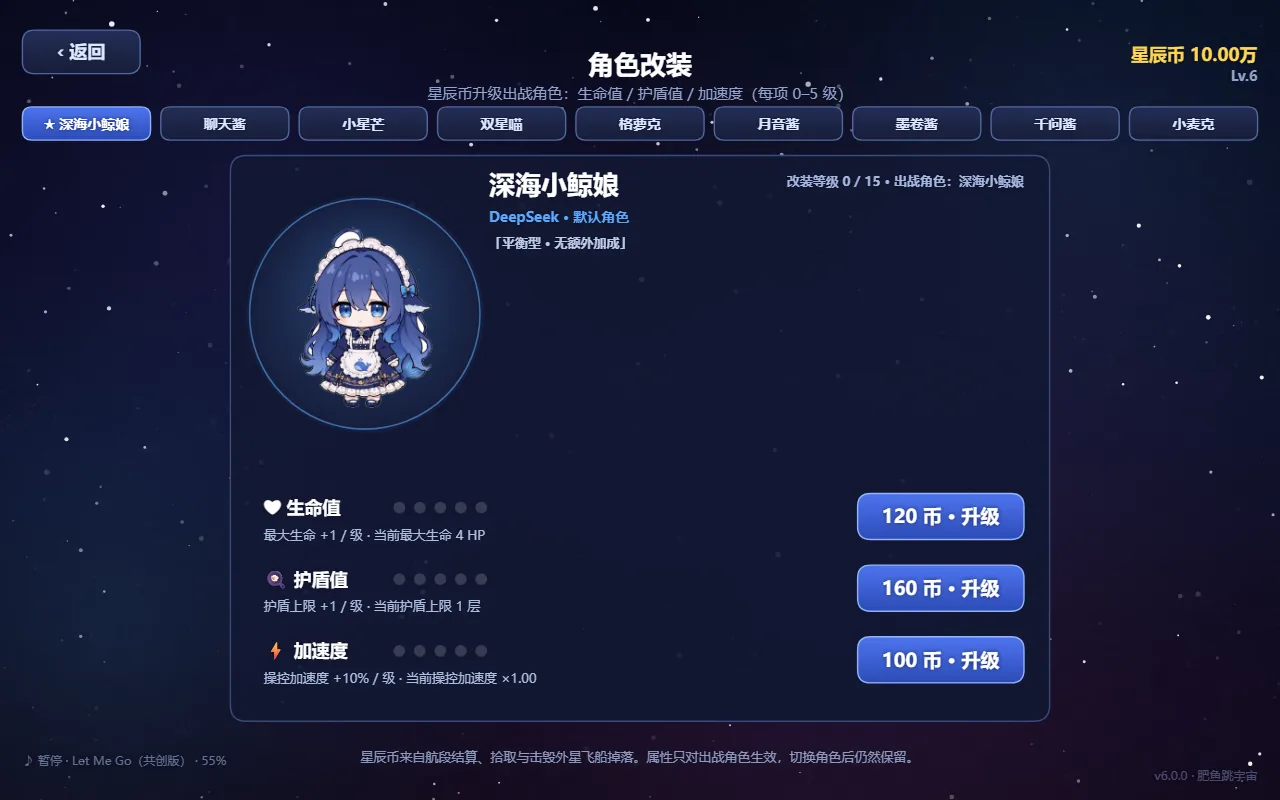 ‹ 返回
角色改装
星辰币 10.00万
Lv.6
星辰币升级出战角色：生命值 / 护盾值 / 加速度（每项 0–5 级）
★ 深海小鲸娘
聊天酱
小星芒
双星喵
格萝克
月音酱
墨卷酱
千问酱
小麦克
深海小鲸娘
改装等级 0 / 15 • 出战角色：深海小鲸娘
DeepSeek • 默认角色
「平衡型 • 无额外加成」
生命值
120 币 • 升级
最大生命 +1 / 级 · 当前最大生命 4 HP
护盾值
160 币 • 升级
护盾上限 +1 / 级 · 当前护盾上限 1 层
加速度
100 币 • 升级
操控加速度 +10% / 级 · 当前操控加速度 ×1.00
♪ 暂停 · Let Me Go（共创版） · 55%
星辰币来自航段结算、拾取与击毁外星飞船掉落。属性只对出战角色生效，切换角色后仍然保留。
v6.0.0 · 肥鱼跳宇宙